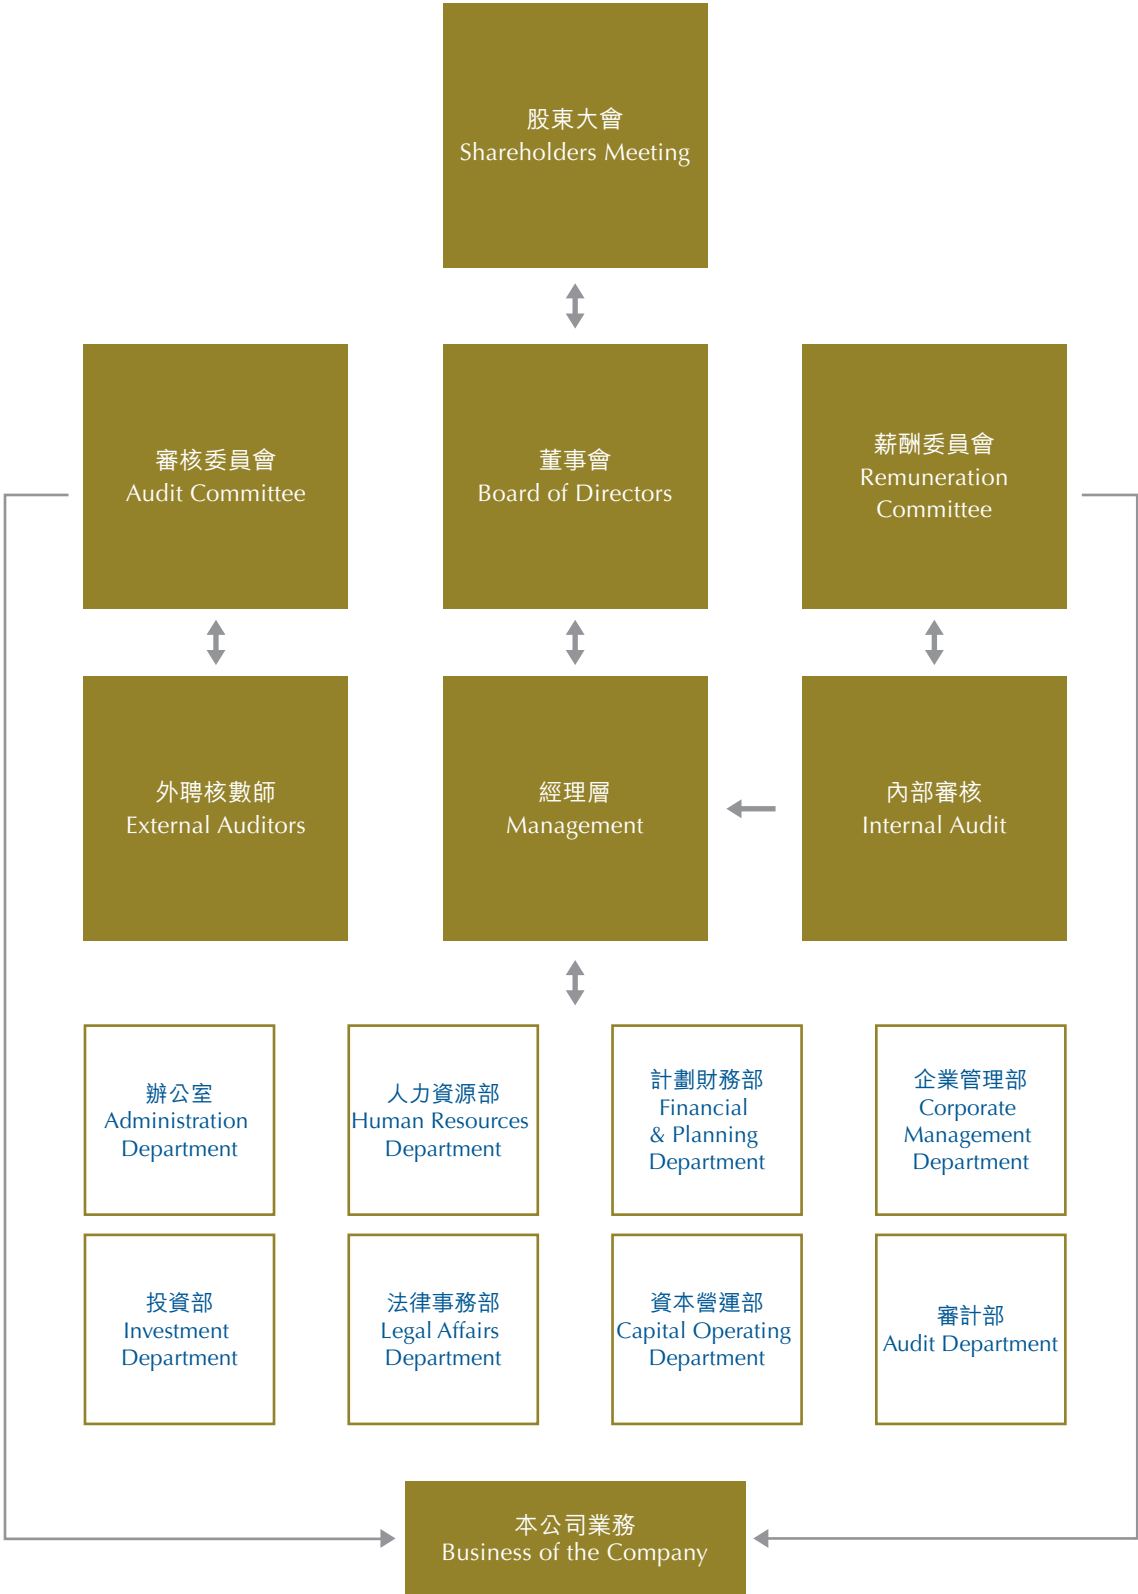 股東大會
Shareholders Meeting
審核委員會
Audit Committee
董事會
Board of Directors
薪酬委員會
Remuneration
Committee
外聘核數師
External Auditors
經理層
Management
內部審核
Internal Audit
辦公室
Administration
Department
人力資源部
Human Resources
Department
計劃財務部
Financial
& Planning
Department
企業管理部
Corporate
Management
Department
投資部
Investment
Department
法律事務部
Legal Affairs
Department
資本營運部
Capital Operating
Department
審計部
Audit Department
本公司業務
Business of the Company